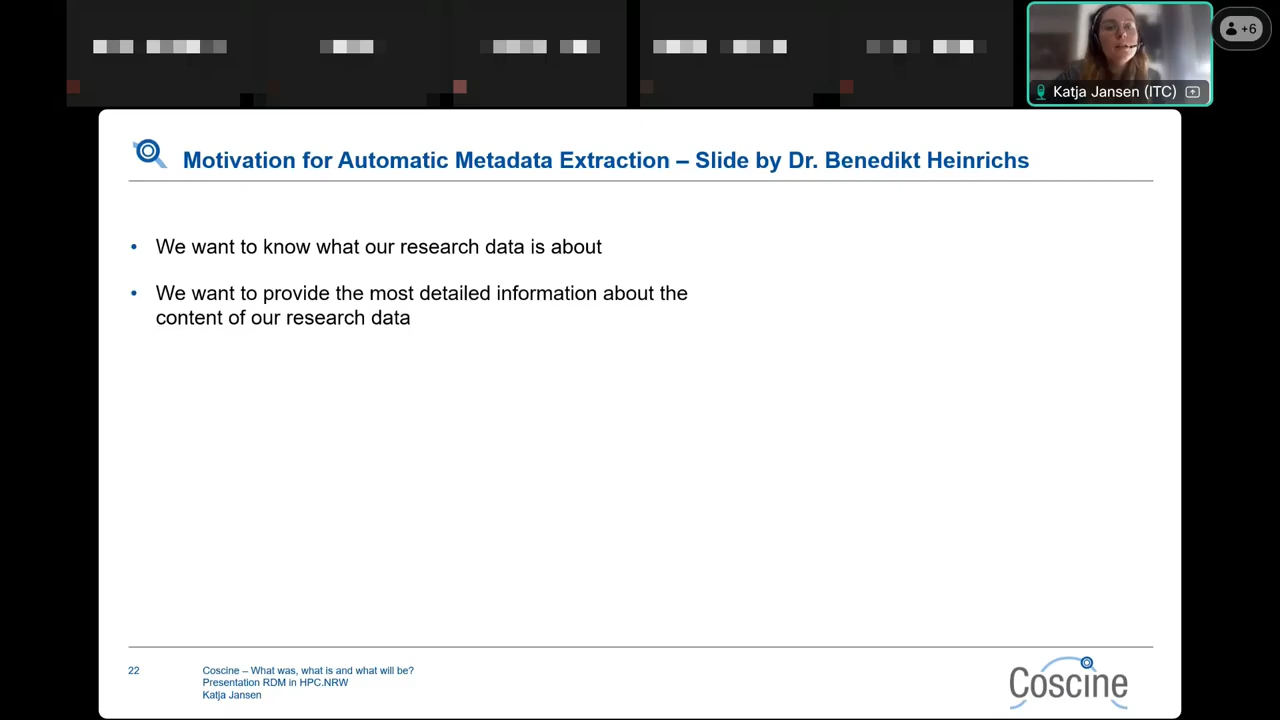 +6
Katja Jansen (ITC)
Motivation for Automatic Metadata Extraction – Slide by Dr. Benedikt Heinrichs
• We want to know what our research data is about
• We want to provide the most detailed information about the
content of our research data
22
Coscine – What was, what is and what will be?
Presentation RDM in HPC.NRW
Katja Jansen
Coscine